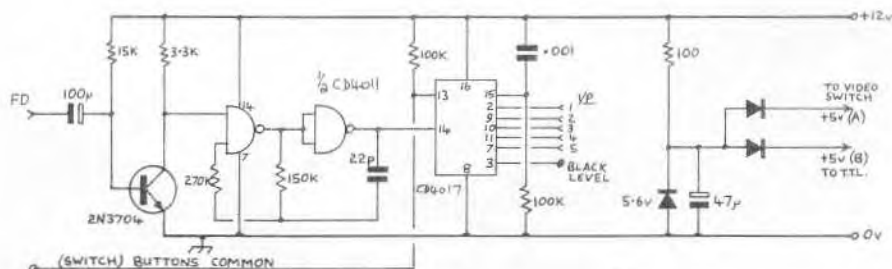 +12v
15K
3.3K
100K
.001
100
½ CD4011
FD
100µ
14
13
16
15
I/P
2
1
9
2
10
3
11
4
7
5
3
BLACK
LEVEL
14
8
CD4017
TO VIDEO
SWITCH
+5v (A)
+5v (B)
TO T.T.L.
270K
7
150K
22p
100K
5.6v
47µ
2N3704
0v
(SWITCH) BUTTONS COMMON